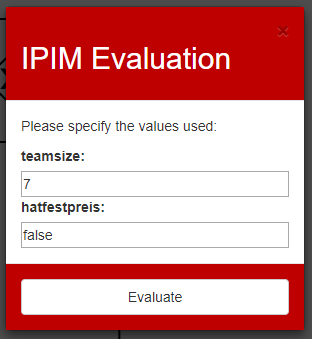 ×
IPIM Evaluation
Please specify the values used:
teamsize:
7
hatfestpreis:
false
Evaluate